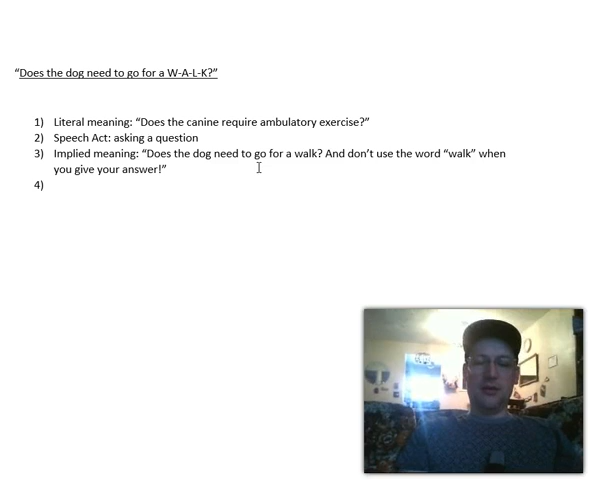 “Does the dog need to go for a W-A-L-K?”
1) Literal meaning: “Does the canine require ambulatory exercise?”
2) Speech Act: asking a question
3) Implied meaning: “Does the dog need to go for a walk? And don’t use the word “walk” when
you give your answer!”
4)